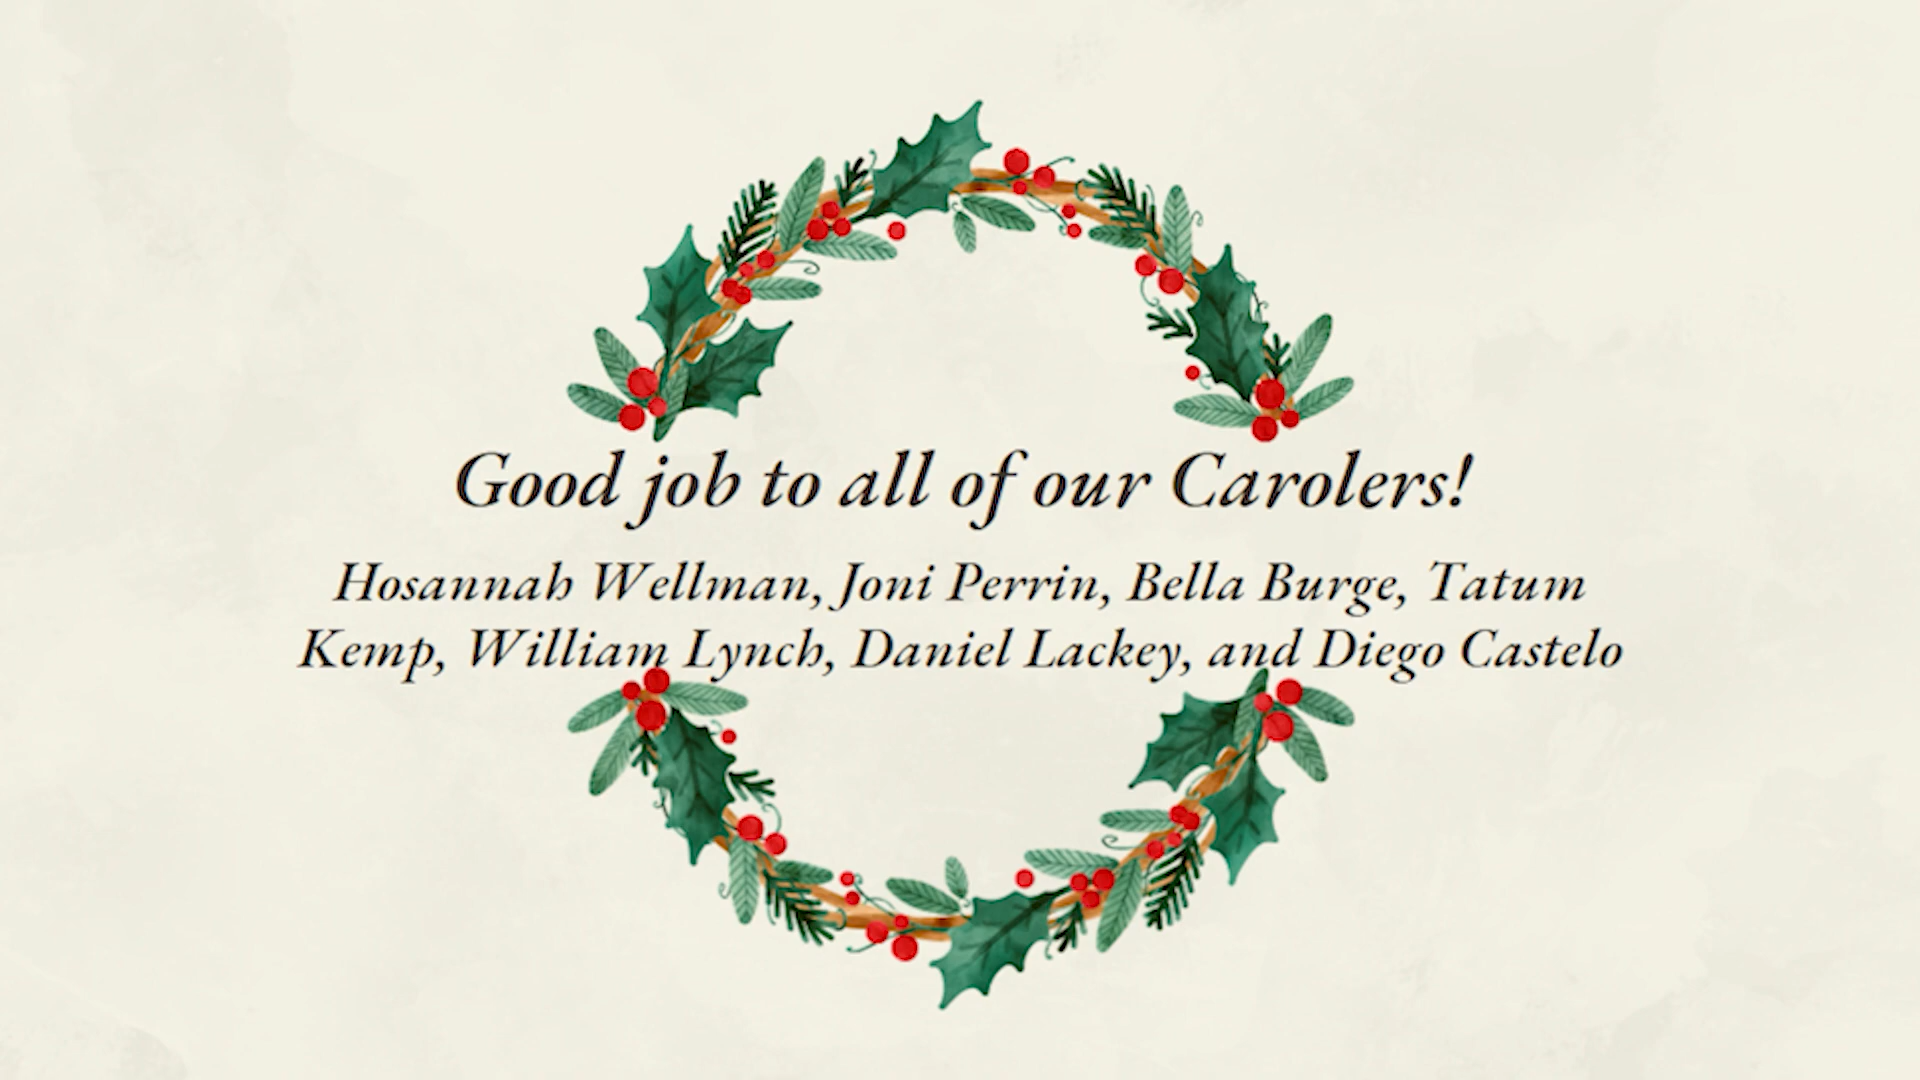 Good job to all of our Carolers!
Hosannah Wellman, Joni Perrin, Bella Burge, Tatum
Kemp, William Lynch, Daniel Lackey, and Diego Castelo